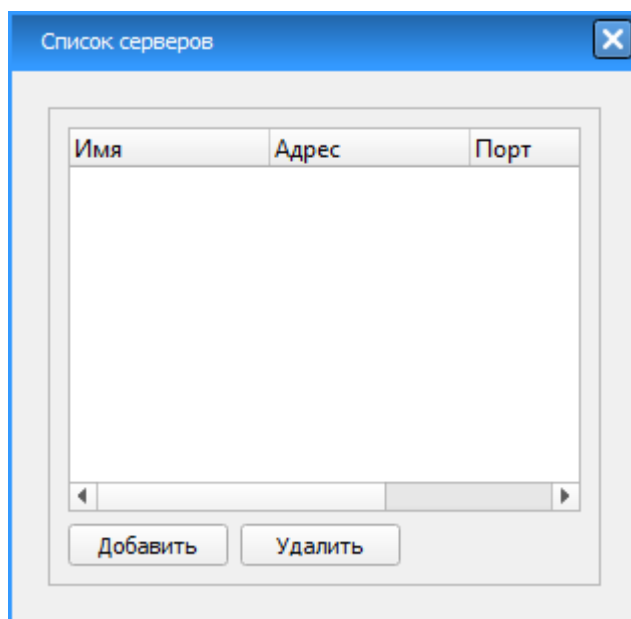 Список серверов
Имя Адрес Порт
Добавить Удалить